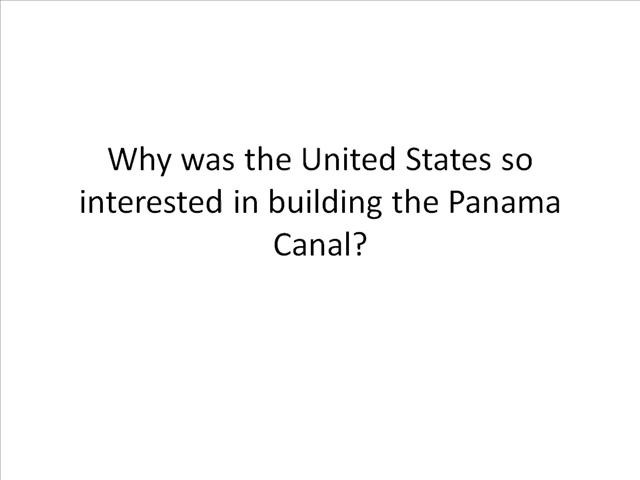 Why was the United States so
interested in building the Panama
Canal?